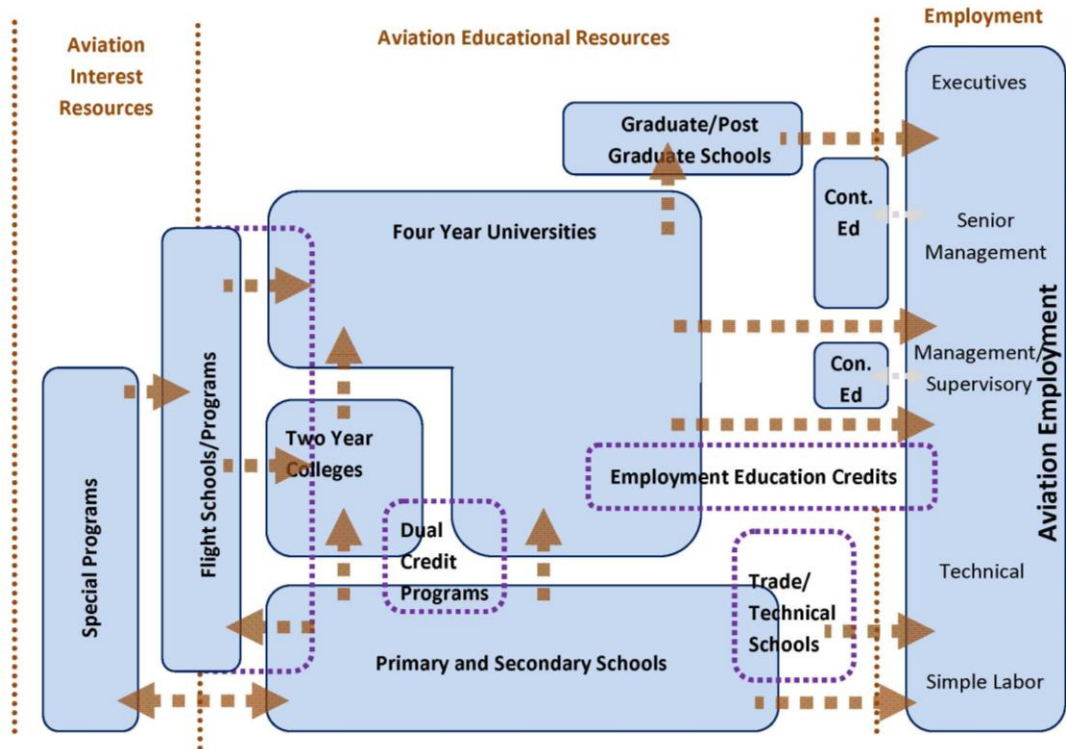 Aviation
Interest
Resources
Aviation Educational Resources
Employment
Special Programs
Flight Schools/Programs
Graduate/Post
Graduate Schools
Four Year Universities
Two Year
Colleges
Dual
Credit
Programs
Primary and Secondary Schools
Cont.
Ed
Con.
Ed
Employment Education Credits
Trade/
Technical
Schools
Executives
Senior
Management
Management/
Supervisory
Technical
Simple Labor
Aviation Employment